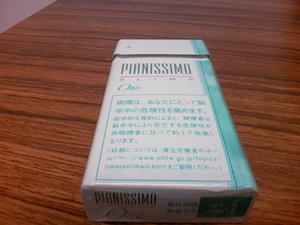 PIANISSIMO
SLIMS
One
喫煙は、あなたにとって脳
卒中の危険性を高めます。
疫学的な推計によると、喫煙者は
脳卒中により死亡する危険性が
非喫煙者に比べて約1.7倍高く
なります。
(詳細については、厚生労働省のホー
ム・ページwww.mhlw.go.jp/topics/
tobacco/main.htmlをご参照ください。)
PIANISSIMO
One